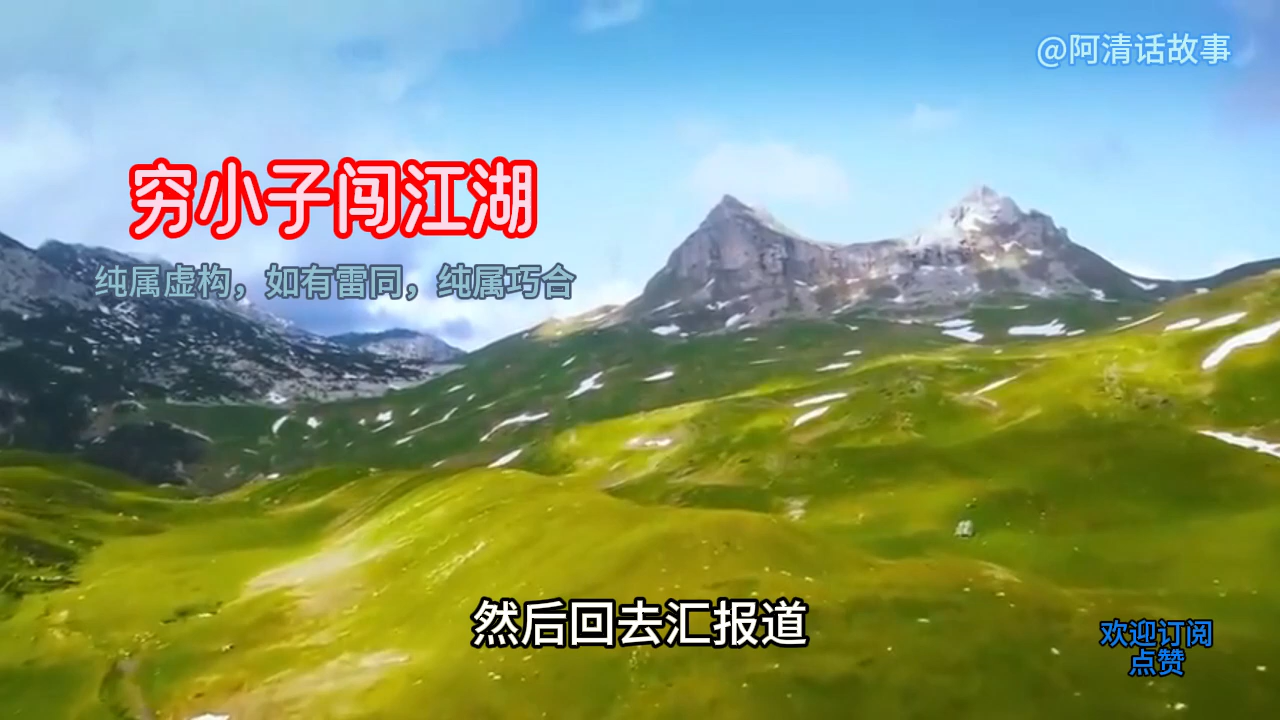 @阿清话故事
穷小子闯江湖
纯属虚构，如有雷同，纯属巧合
然后回去汇报道
欢迎订阅
点赞